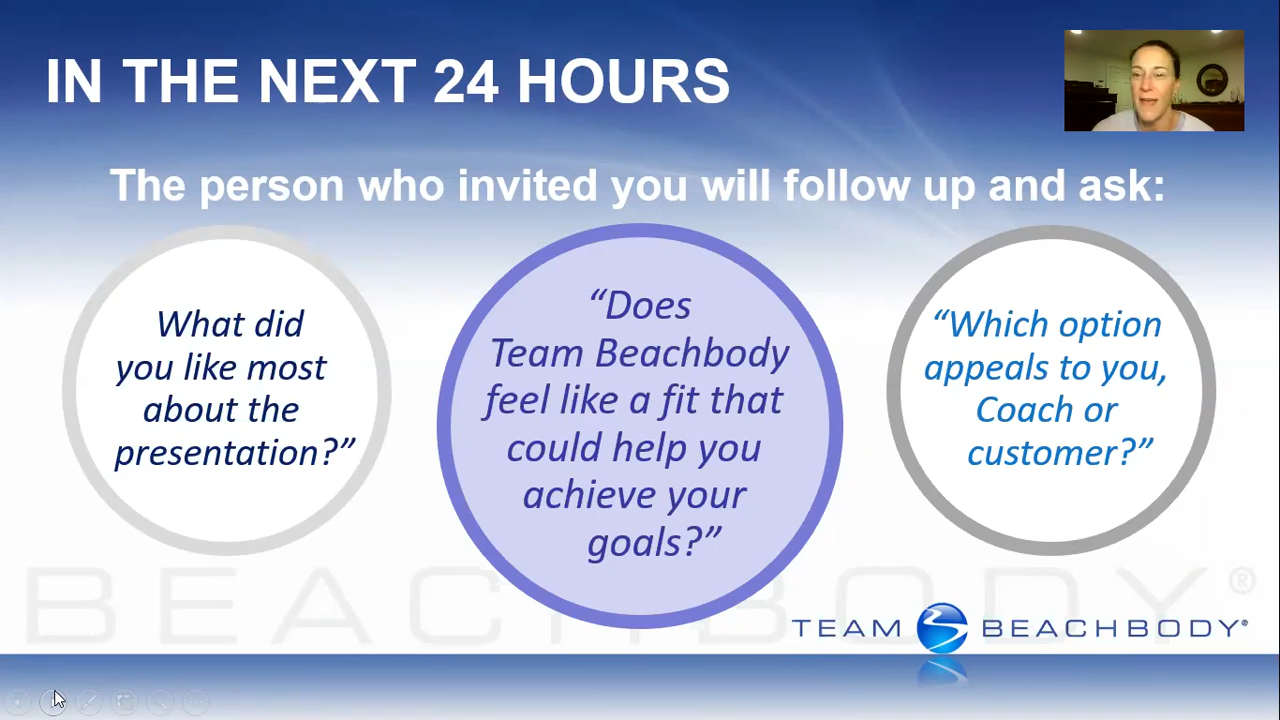 IN THE NEXT 24 HOURS
The person who invited you will follow up and ask:
What did
you like most
about the
presentation?”
“Does
Team Beachbody
feel like a fit that
could help you
achieve your
goals?”
“Which option
appeals to you,
Coach or
customer?”
BEACHBODY®
TEAM BEACHBODY®